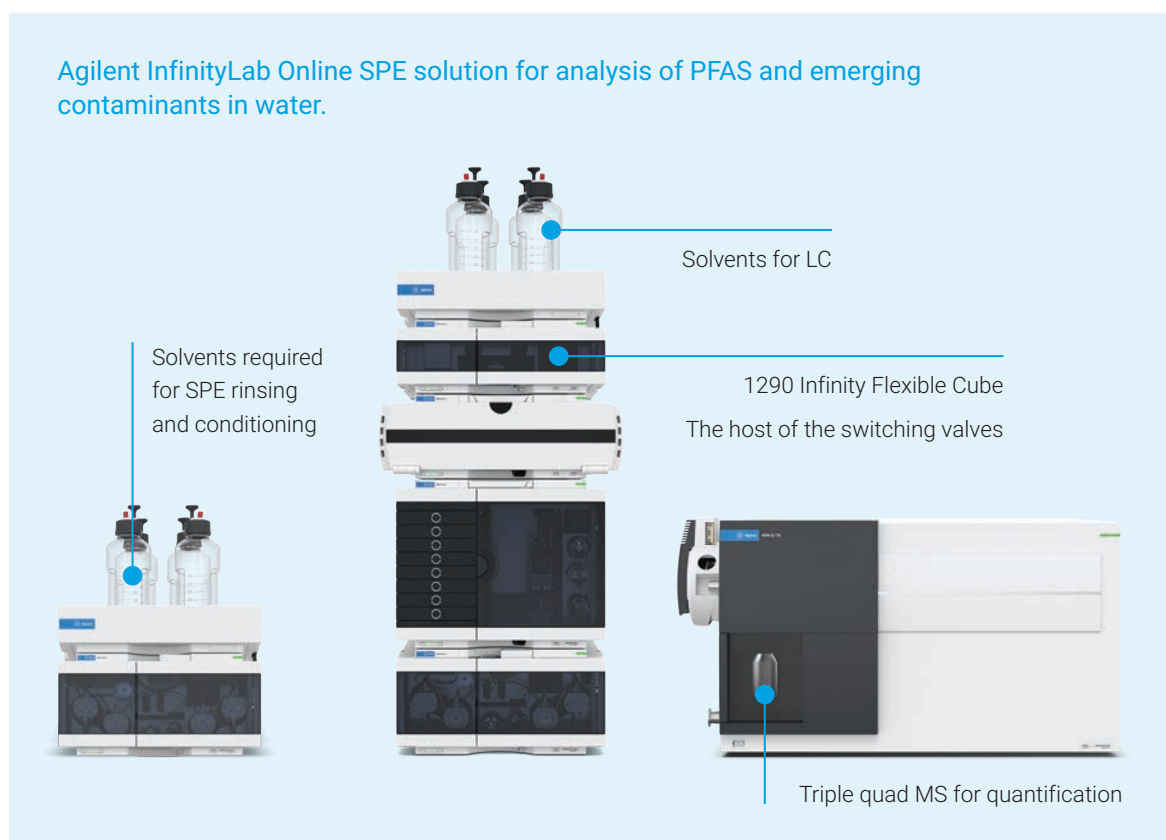 Agilent InfinityLab Online SPE solution for analysis of PFAS and emerging
contaminants in water.
Solvents for LC
Solvents required
for SPE rinsing
and conditioning
1290 Infinity Flexible Cube
The host of the switching valves
Agilent
Agilent
Triple quad MS for quantification